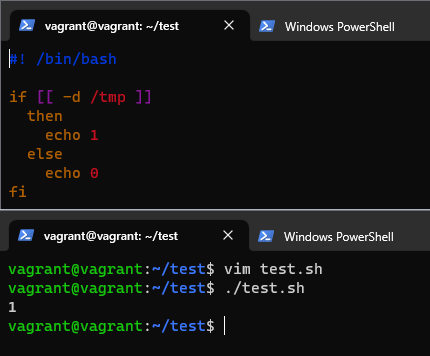 vagrant@vagrant: ~/test Windows PowerShell
#! /bin/bash
if [[ -d /tmp ]]
then
echo 1
else
echo 0
fi
vagrant@vagrant: ~/test Windows PowerShell
vagrant@vagrant:~/test$ vim test.sh
vagrant@vagrant:~/test$ ./test.sh
1
vagrant@vagrant:~/test$